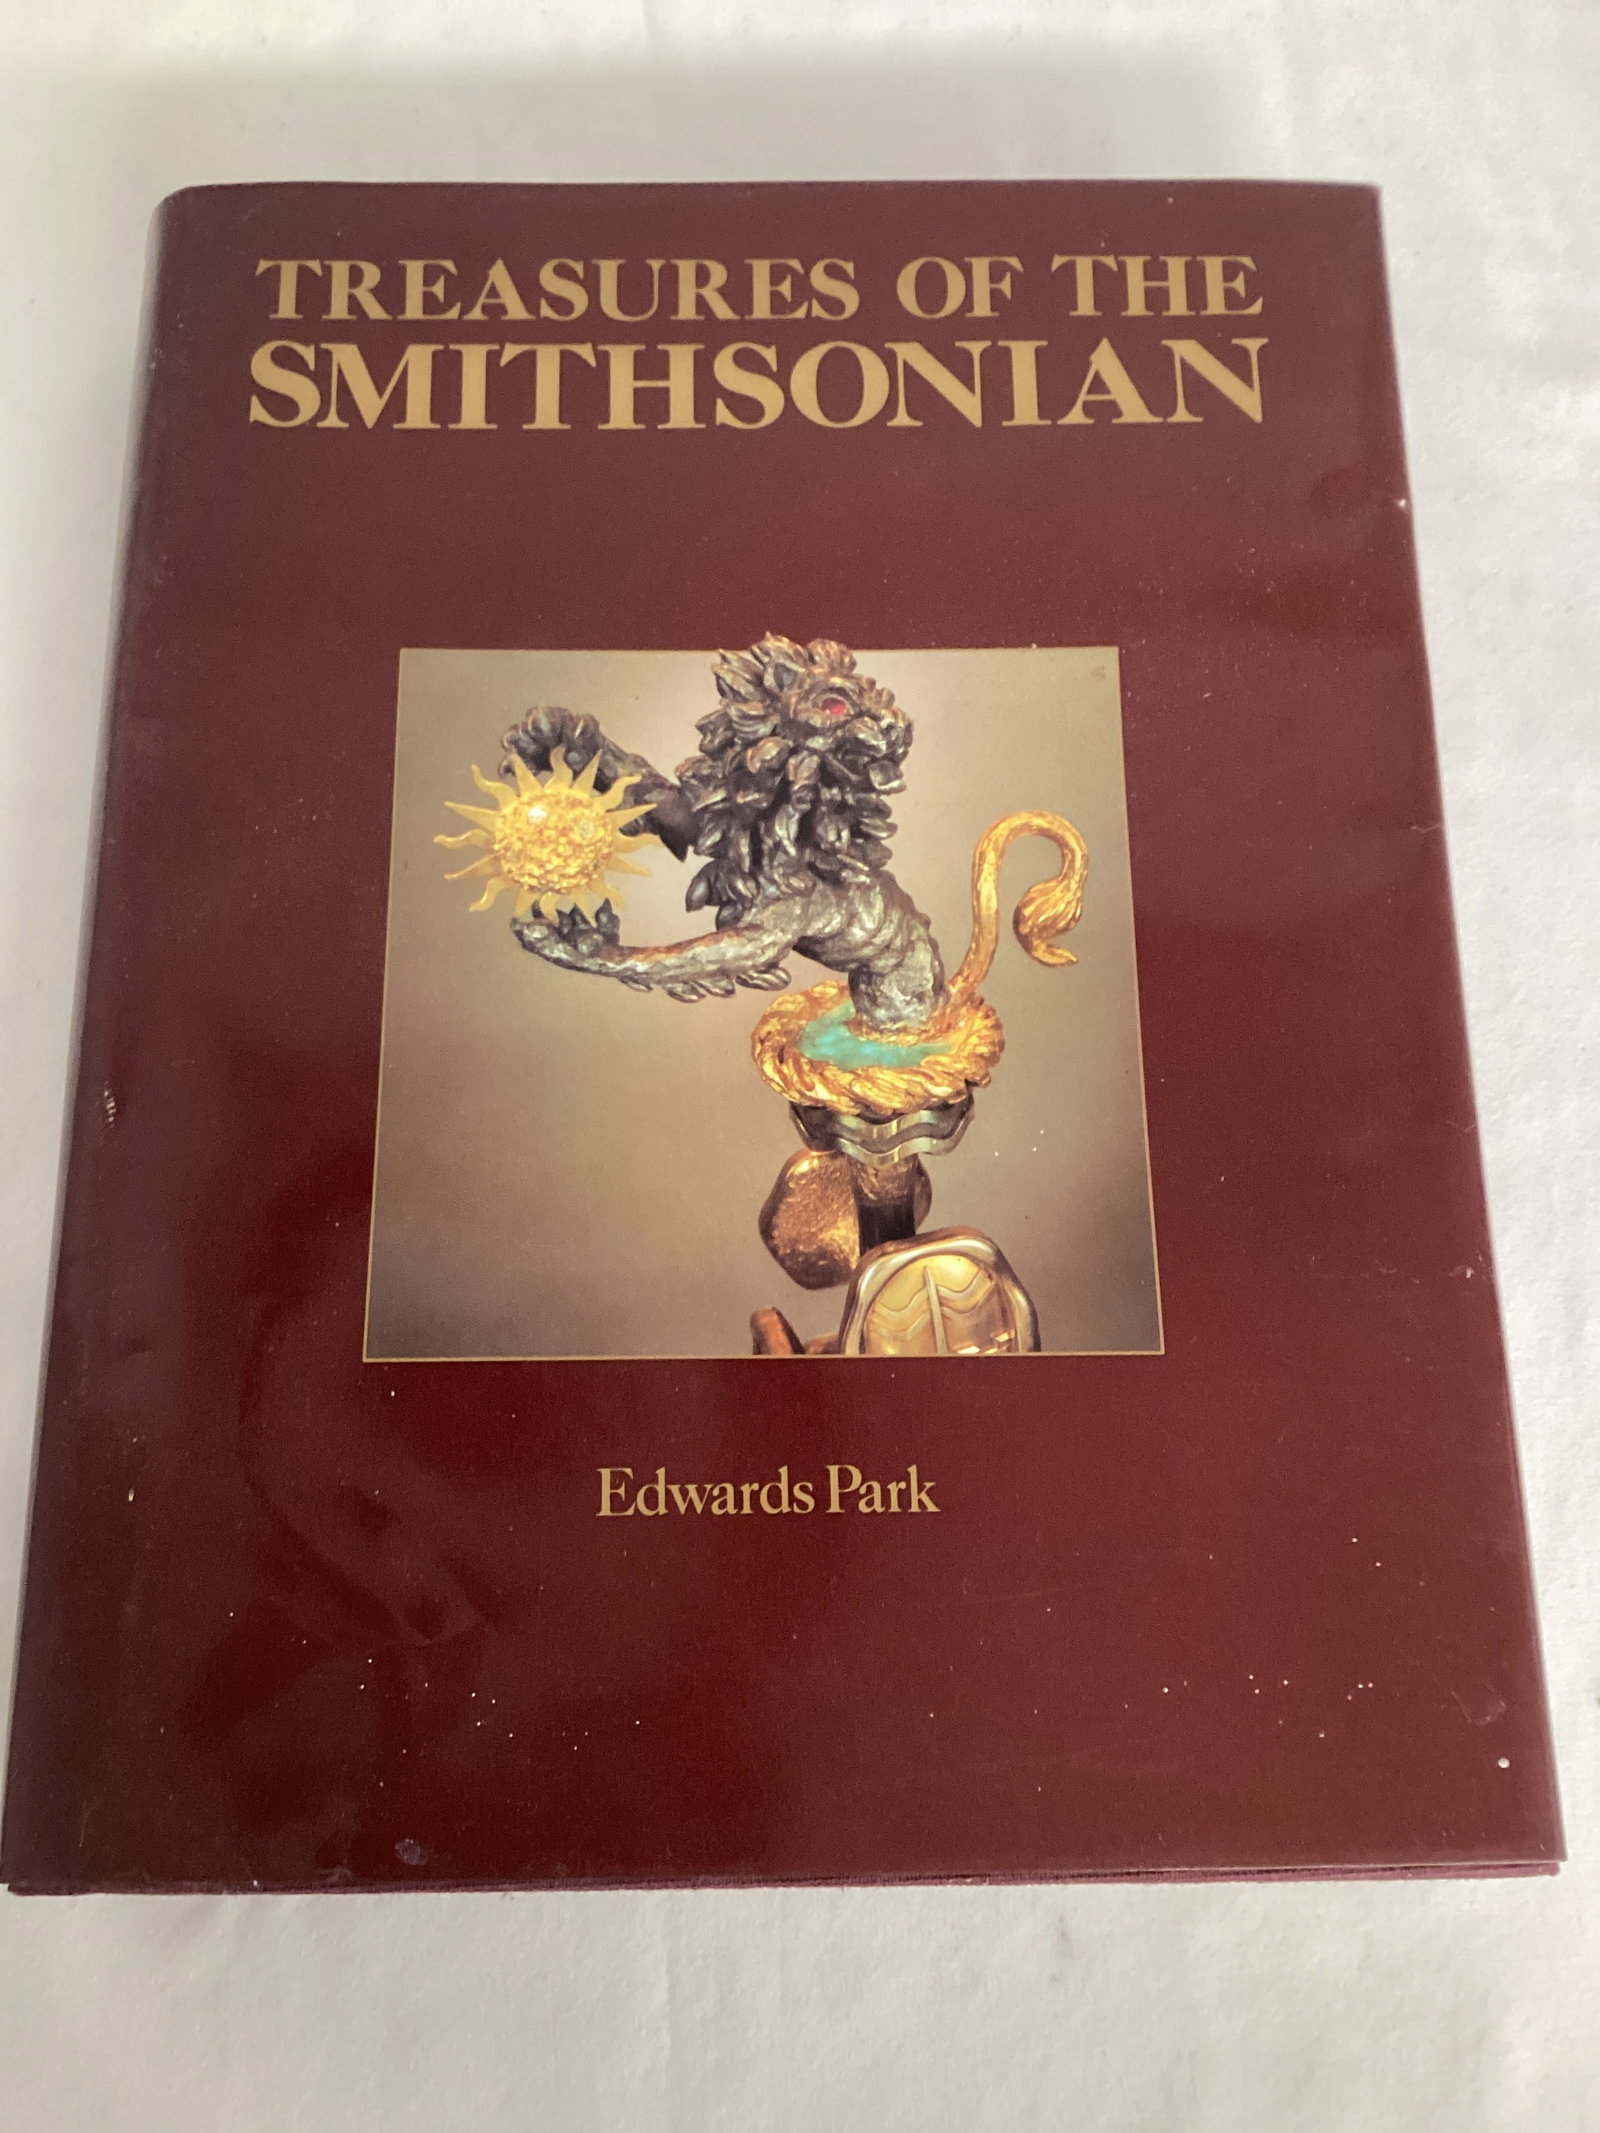 TREASURES OF THE
SMITHSONIAN
Edwards Park